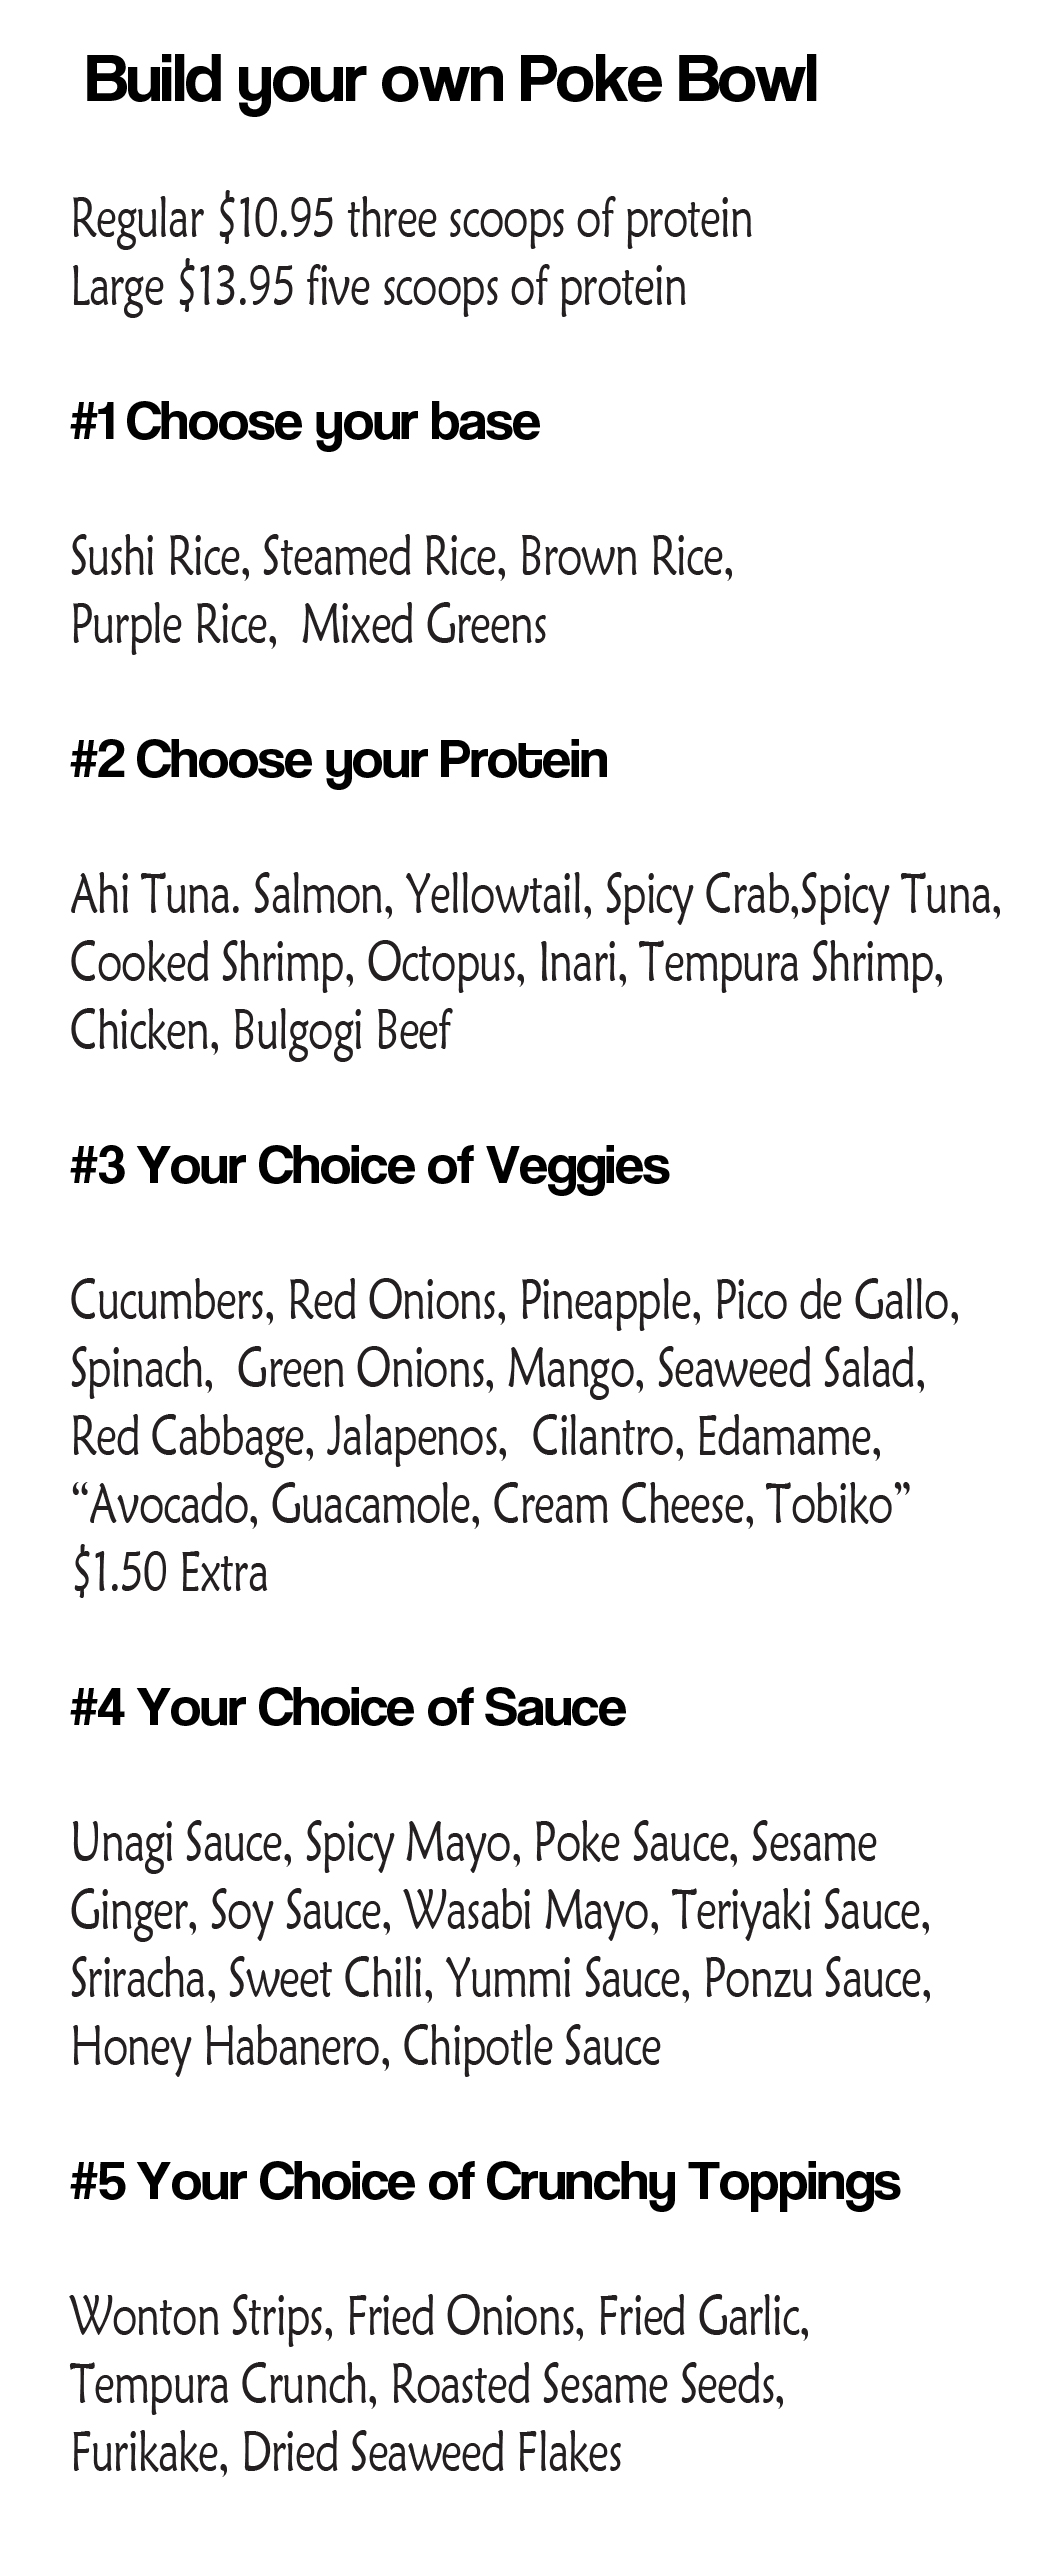 Build your own Poke Bowl
Regular $10.95 three scoops of protein
Large $13.95 five scoops of protein
#1 Choose your base
Sushi Rice, Steamed Rice, Brown Rice,
Purple Rice,  Mixed Greens
#2 Choose your Protein
Ahi Tuna. Salmon, Yellowtail, Spicy Crab,Spicy Tuna,
Cooked Shrimp, Octopus, Inari, Tempura Shrimp,
Chicken, Bulgogi Beef
#3 Your Choice of Veggies
Cucumbers, Red Onions, Pineapple, Pico de Gallo,
Spinach,  Green Onions, Mango, Seaweed Salad,
Red Cabbage, Jalapenos,  Cilantro, Edamame,
“Avocado, Guacamole, Cream Cheese, Tobiko”
$1.50 Extra
#4 Your Choice of Sauce
Unagi Sauce, Spicy Mayo, Poke Sauce, Sesame
Ginger, Soy Sauce, Wasabi Mayo, Teriyaki Sauce,
Sriracha, Sweet Chili, Yummi Sauce, Ponzu Sauce,
Honey Habanero, Chipotle Sauce
#5 Your Choice of Crunchy Toppings
Wonton Strips, Fried Onions, Fried Garlic,
Tempura Crunch, Roasted Sesame Seeds,
Furikake, Dried Seaweed Flakes